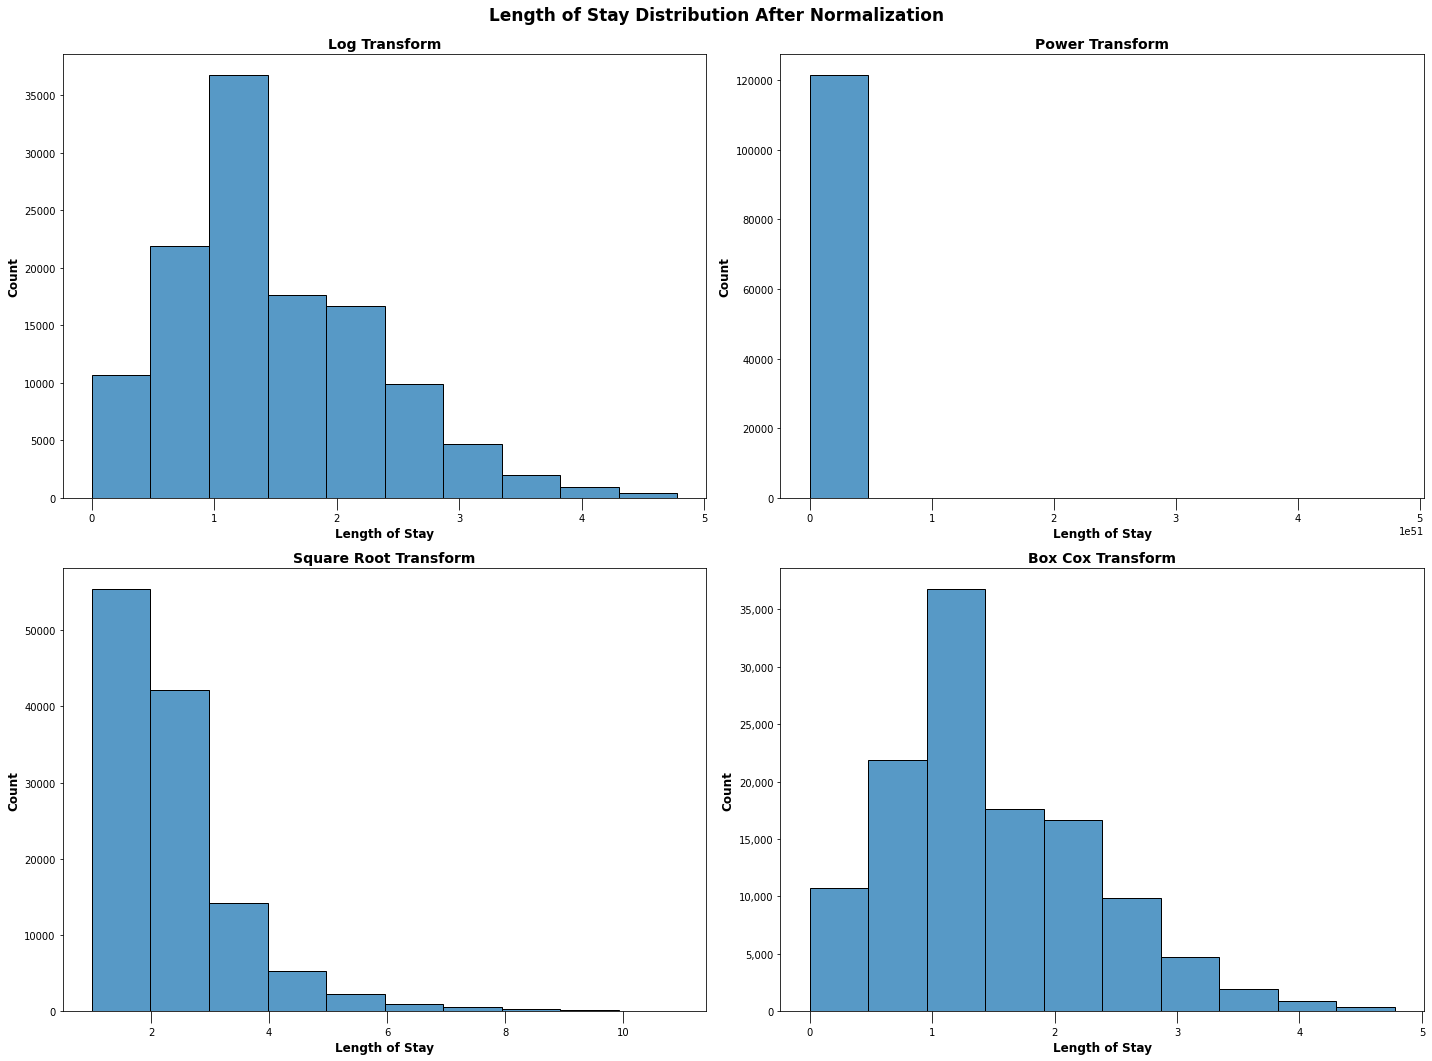 Length of Stay Distribution After Normalization
Log Transform
35000
30000
25000
20000
15000
10000
5000
0
Count
0 1 2 3 4 5
Length of Stay
Power Transform
120000
100000
80000
60000
40000
20000
0
Count
0 1 2 3 4 5
1e51
Length of Stay
Square Root Transform
50000
40000
30000
20000
10000
0
Count
2 4 6 8 10
Length of Stay
Box Cox Transform
35,000
30,000
25,000
20,000
15,000
10,000
5,000
0
Count
0 1 2 3 4 5
Length of Stay